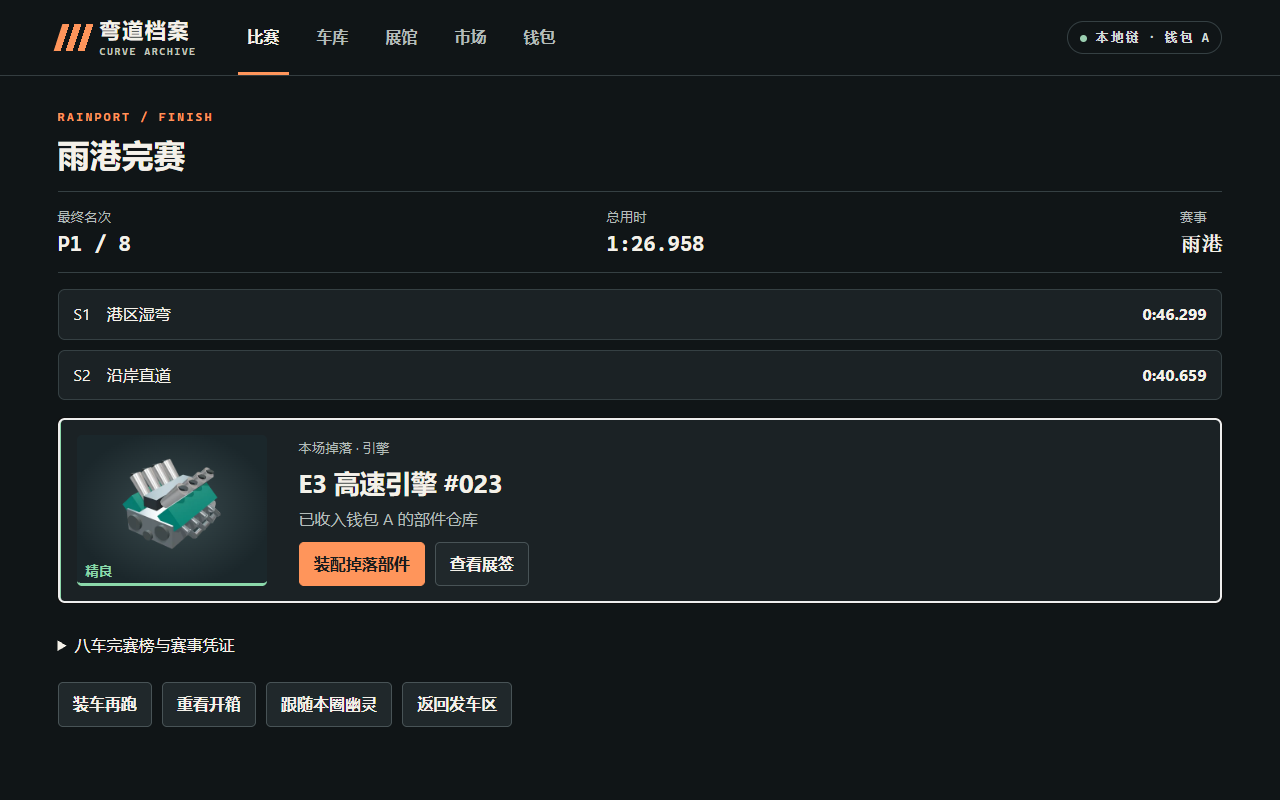 弯道档案
CURVE ARCHIVE
比赛
车库
展馆
市场
钱包
本地链 · 钱包 A
RAINPORT / FINISH
雨港完赛
最终名次
P1 / 8
总用时
1:26.958
赛事
雨港
S1 港区湿弯 0:46.299
S2 沿岸直道 0:40.659
精良
本场掉落 · 引擎
E3 高速引擎 #023
已收入钱包 A 的部件仓库
装配掉落部件
查看展签
八车完赛榜与赛事凭证
装车再跑
重看开箱
跟随本圈幽灵
返回发车区